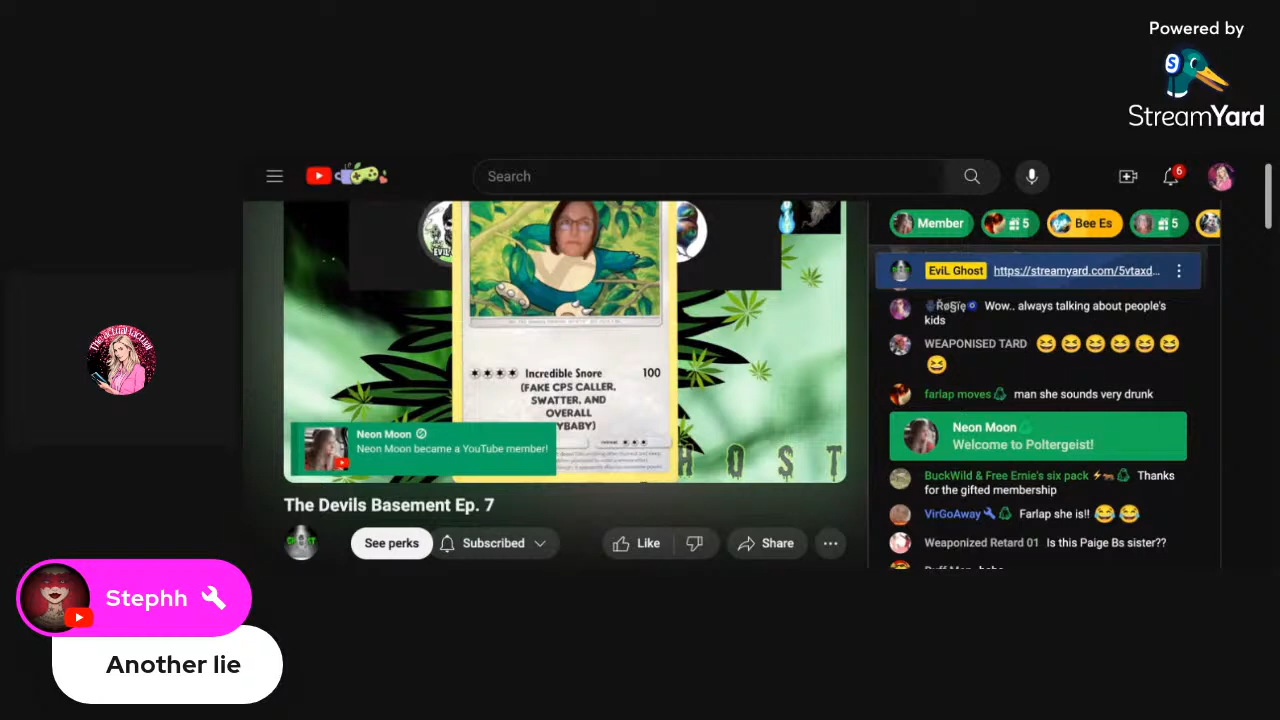 Powered by
StreamYard
Search
6
Member
5
Bee Es
5
EviL Ghost https://streamyard.com/5vtaxd...
Wow.. always talking about people's
kids
WEAPONISED TARD
farlap moves man she sounds very drunk
Neon Moon
Welcome to Poltergeist!
BuckWild & Free Ernie's six pack Thanks
for the gifted membership
VirGoAway Farlap she is!!
Weaponized Retard 01 Is this Paige Bs sister??
The actual factual
Incredible Snore 100
(FAKE CPS CALLER,
SWATTER, AND
OVERALL
YBABY)
Neon Moon
Neon Moon became a YouTube member!
H O S T
The Devils Basement Ep. 7
See perks
Subscribed
Like
Share
Stephh
Another lie